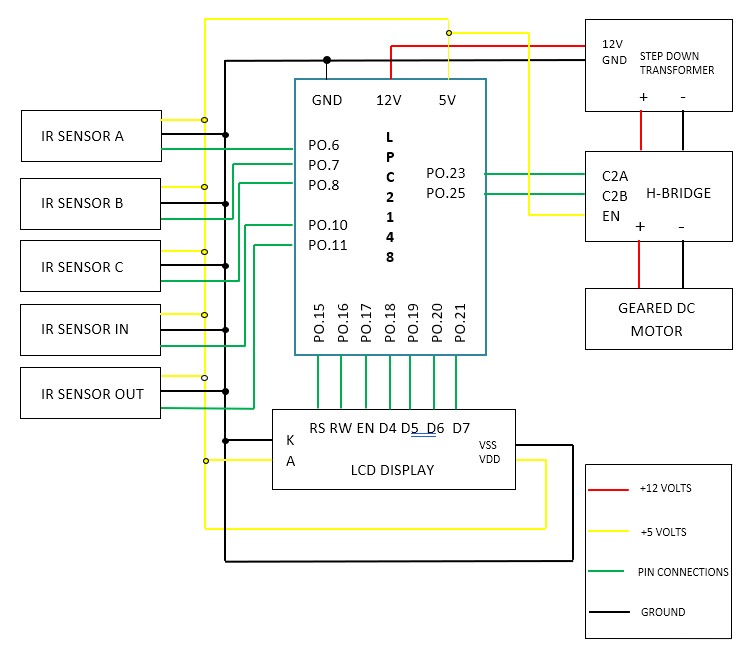 12V
GND
STEP DOWN
TRANSFORMER
+ -
GND 12V 5V
IR SENSOR A
IR SENSOR B
IR SENSOR C
IR SENSOR IN
IR SENSOR OUT
PO.6
PO.7
PO.8
PO.10
PO.11
L
P
C
2
1
4
8
PO.23
PO.25
C2A
C2B
EN
H-BRIDGE
+ -
GEARED DC
MOTOR
PO.15
PO.16
PO.17
PO.18
PO.19
PO.20
PO.21
RS RW EN D4 D5 D6 D7
K
A
VSS
VDD
LCD DISPLAY
+12 VOLTS
+5 VOLTS
PIN CONNECTIONS
GROUND